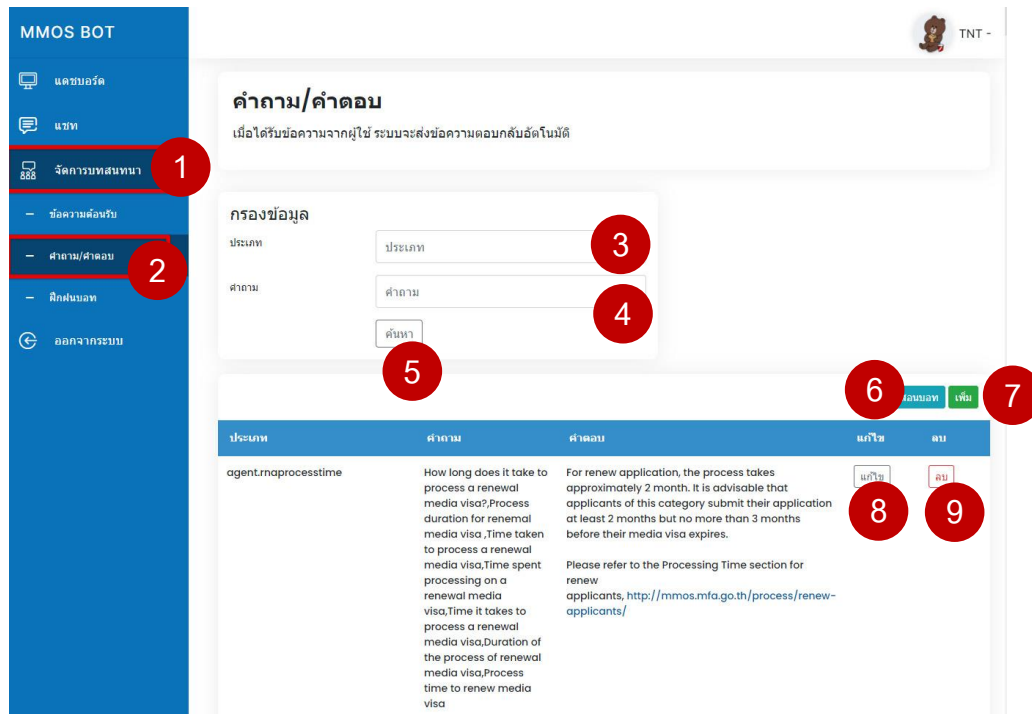 MMOS BOT
TNT -
แดชบอร์ด
แชท
จัดการบทสนทนา
1
ข้อความต้อนรับ
คำถาม/คำตอบ
2
ฝึกฝนบอท
ออกจากระบบ
คำถาม/คำตอบ
เมื่อได้รับข้อความจากผู้ใช้ ระบบจะส่งข้อความตอบกลับอัตโนมัติ
กรองข้อมูล
ประเภท
ประเภท
3
คำถาม
คำถาม
4
ค้นหา
5
6
เพิ่ม
7
ประเภท คำถาม คำตอบ แก้ไข ลบ
agent.rnaprocesstime
How long does it take to
process a renewal
media visa?,Process
duration for renemal
media visa ,Time taken
to process a renewal
media visa,Time spent
processing on a
renewal media
visa,Time it takes to
process a renewal
media visa,Duration of
the process of renewal
media visa,Process
time to renew media
visa
For renew application, the process takes
approximately 2 month. It is advisable that
applicants of this category submit their application
at least 2 months but no more than 3 months
before their media visa expires.
Please refer to the Processing Time section for
renew
applicants, http://mmos.mfa.go.th/process/renew-
applicants/
แก้ไข
8
ลบ
9